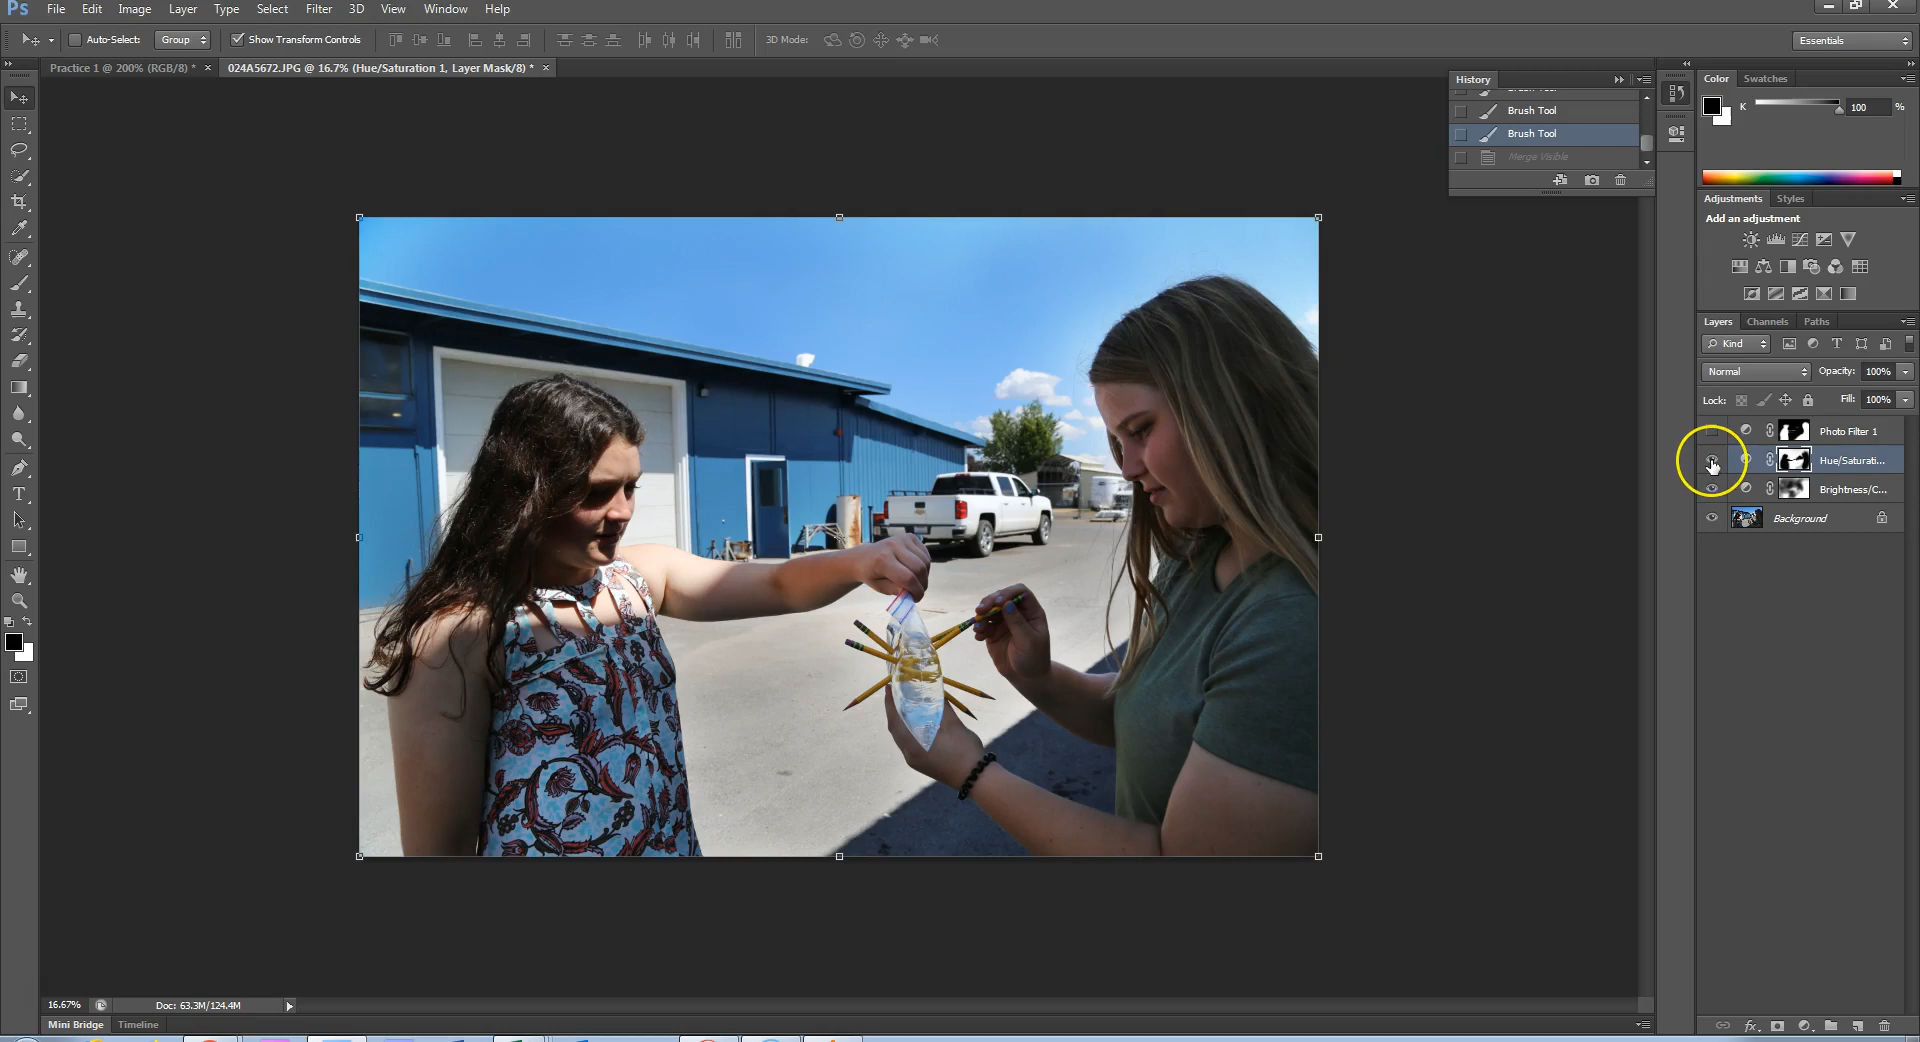 Ps File Edit Image Layer Type Select Filter 3D View Window Help
Auto-Select: Group Show Transform Controls 3D Mode: Essentials
Practice 1 @ 200% (RGB/8) * × 024A5672.JPG @ 16.7% (Hue/Saturation 1, Layer Mask/8) * ×
History
Brush Tool
Brush Tool
Brush Tool
Merge Visible
Color Swatches
K 100 %
Adjustments Styles
Add an adjustment
Layers Channels Paths
Kind
Normal Opacity: 100%
Lock: Fill: 100%
Photo Filter 1
Hue/Saturati...
Brightness/C...
Background
16.67% Doc: 63.3M/124.4M
Mini Bridge Timeline